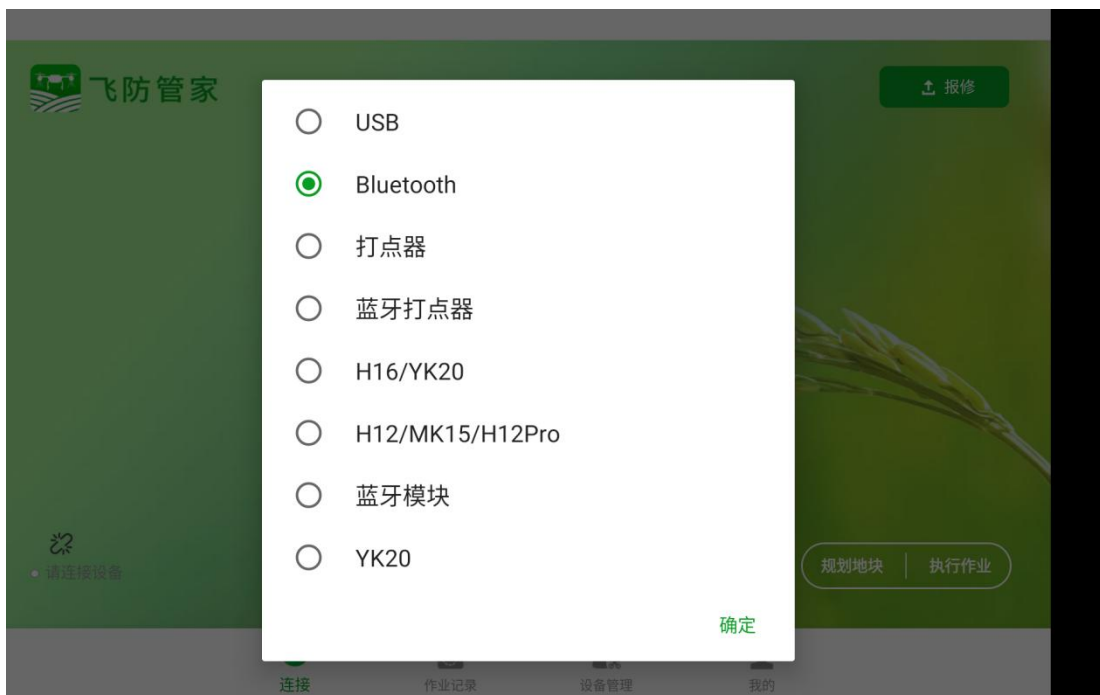 飞防管家
报修
USB
Bluetooth
打点器
蓝牙打点器
H16/YK20
H12/MK15/H12Pro
蓝牙模块
YK20
请连接设备
规划地块
执行作业
确定
连接
作业记录
设备管理
我的